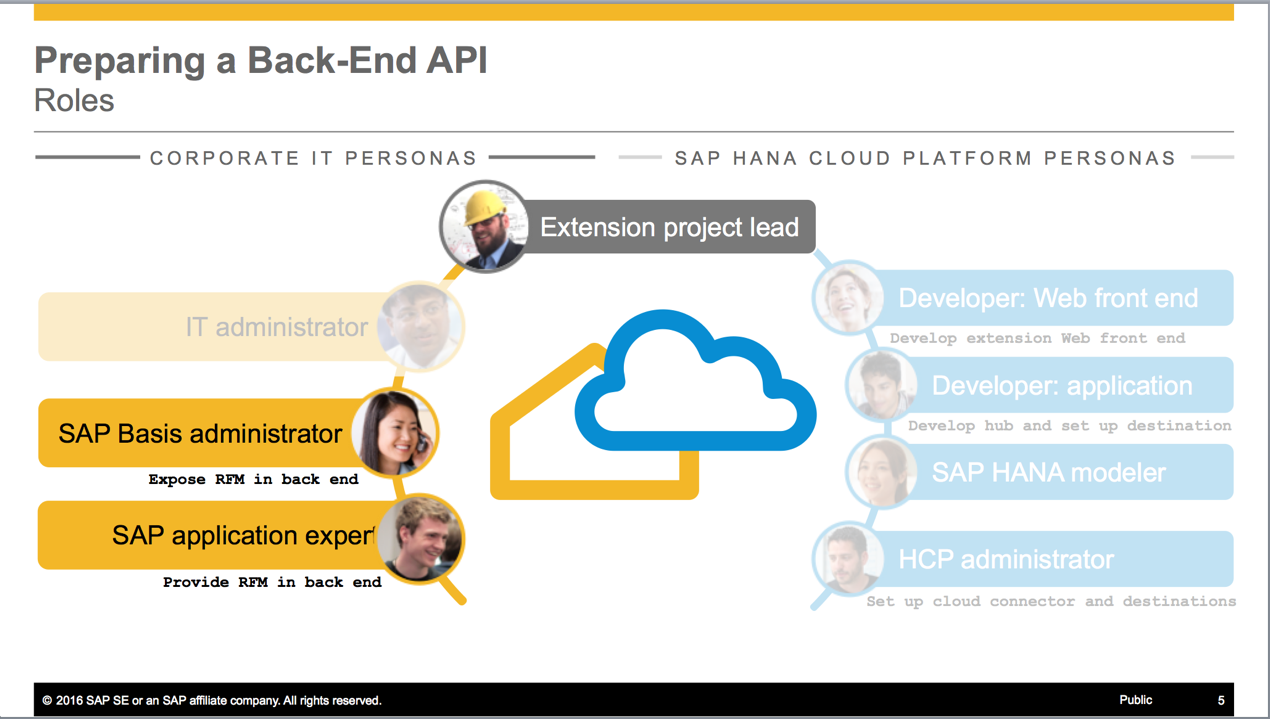 Preparing a Back-End API
Roles
CORPORATE IT PERSONAS
SAP HANA CLOUD PLATFORM PERSONAS
Extension project lead
IT administrator
SAP Basis administrator
Expose RFM in back end
SAP application expert
Provide RFM in back end
Developer: Web front end
Develop extension Web front end
Developer: application
Develop hub and set up destination
SAP HANA modeler
HCP administrator
Set up cloud connector and destinations
© 2016 SAP SE or an SAP affiliate company. All rights reserved.
Public
5